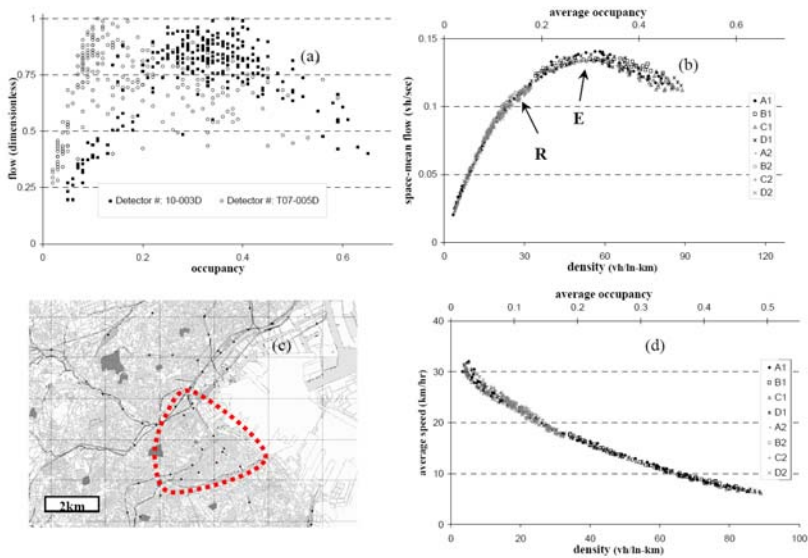 (a)
flow (dimensionless)
1
0.75
0.5
0.25
0
Detector #: 10-003D
Detector #: T07-005D
0
0.2
0.4
0.6
occupancy
average occupancy
0
0.2
0.4
0.6
(b)
space-mean flow (vh/sec)
0.15
0.1
0.05
0
E
R
A1
B1
C1
D1
A2
B2
C2
D2
0
30
60
90
120
density (vh/ln-km)
(c)
2km
average occupancy
0
0.1
0.2
0.3
0.4
0.5
(d)
average speed (km/hr)
40
30
20
10
0
A1
B1
C1
D1
A2
B2
C2
D2
0
20
40
60
80
100
density (vh/ln-km)